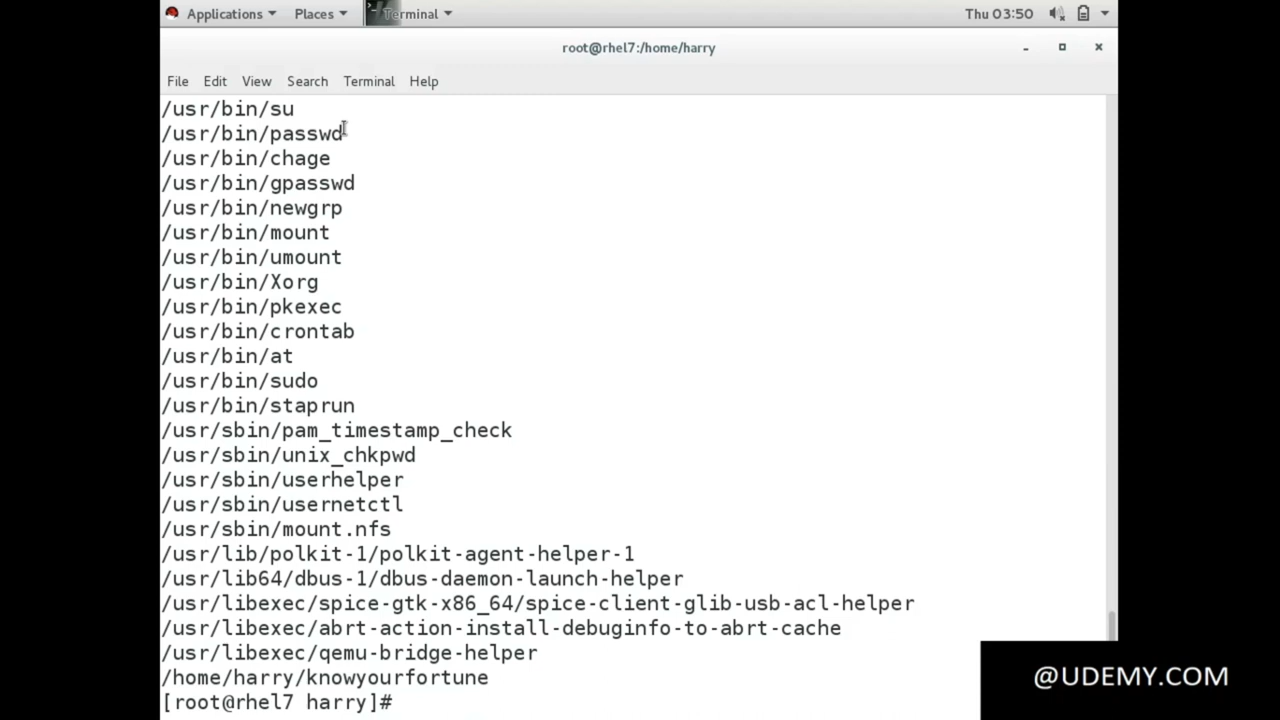 Applications Places Terminal Thu 03:50
root@rhel7:/home/harry
File Edit View Search Terminal Help
/usr/bin/su
/usr/bin/passwd
/usr/bin/chage
/usr/bin/gpasswd
/usr/bin/newgrp
/usr/bin/mount
/usr/bin/umount
/usr/bin/Xorg
/usr/bin/pkexec
/usr/bin/crontab
/usr/bin/at
/usr/bin/sudo
/usr/bin/staprun
/usr/sbin/pam_timestamp_check
/usr/sbin/unix_chkpwd
/usr/sbin/userhelper
/usr/sbin/usernetctl
/usr/sbin/mount.nfs
/usr/lib/polkit-1/polkit-agent-helper-1
/usr/lib64/dbus-1/dbus-daemon-launch-helper
/usr/libexec/spice-gtk-x86_64/spice-client-glib-usb-acl-helper
/usr/libexec/abrt-action-install-debuginfo-to-abrt-cache
/usr/libexec/qemu-bridge-helper
/home/harry/knowyourfortune
[root@rhel7 harry]#
@UDEMY.COM